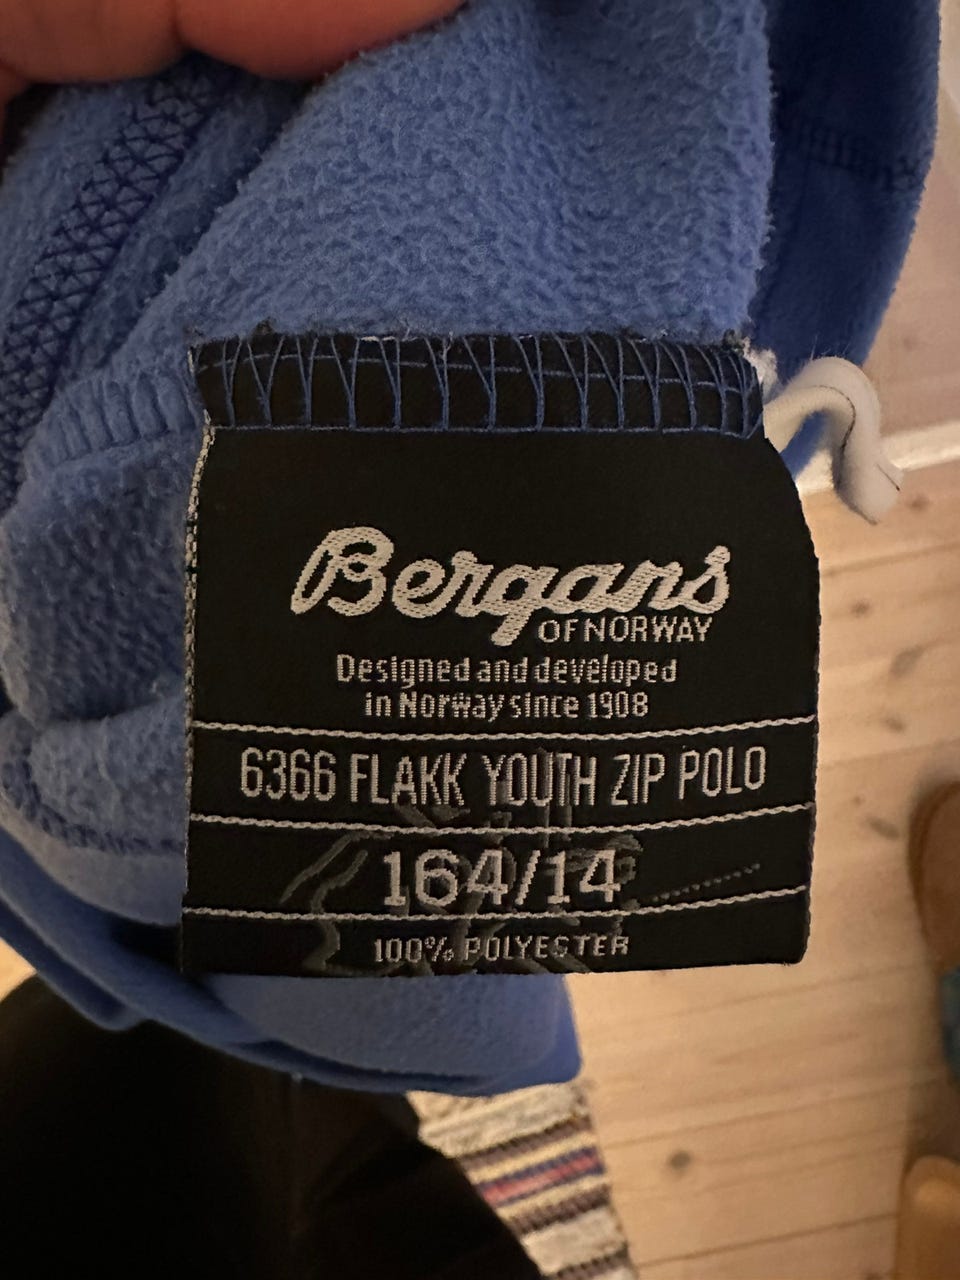 Bergans
OF NORWAY
Designed and developed
in Norway since 1908
6366 FLAKK YOUTH ZIP POLO
164/14
100% POLYESTER